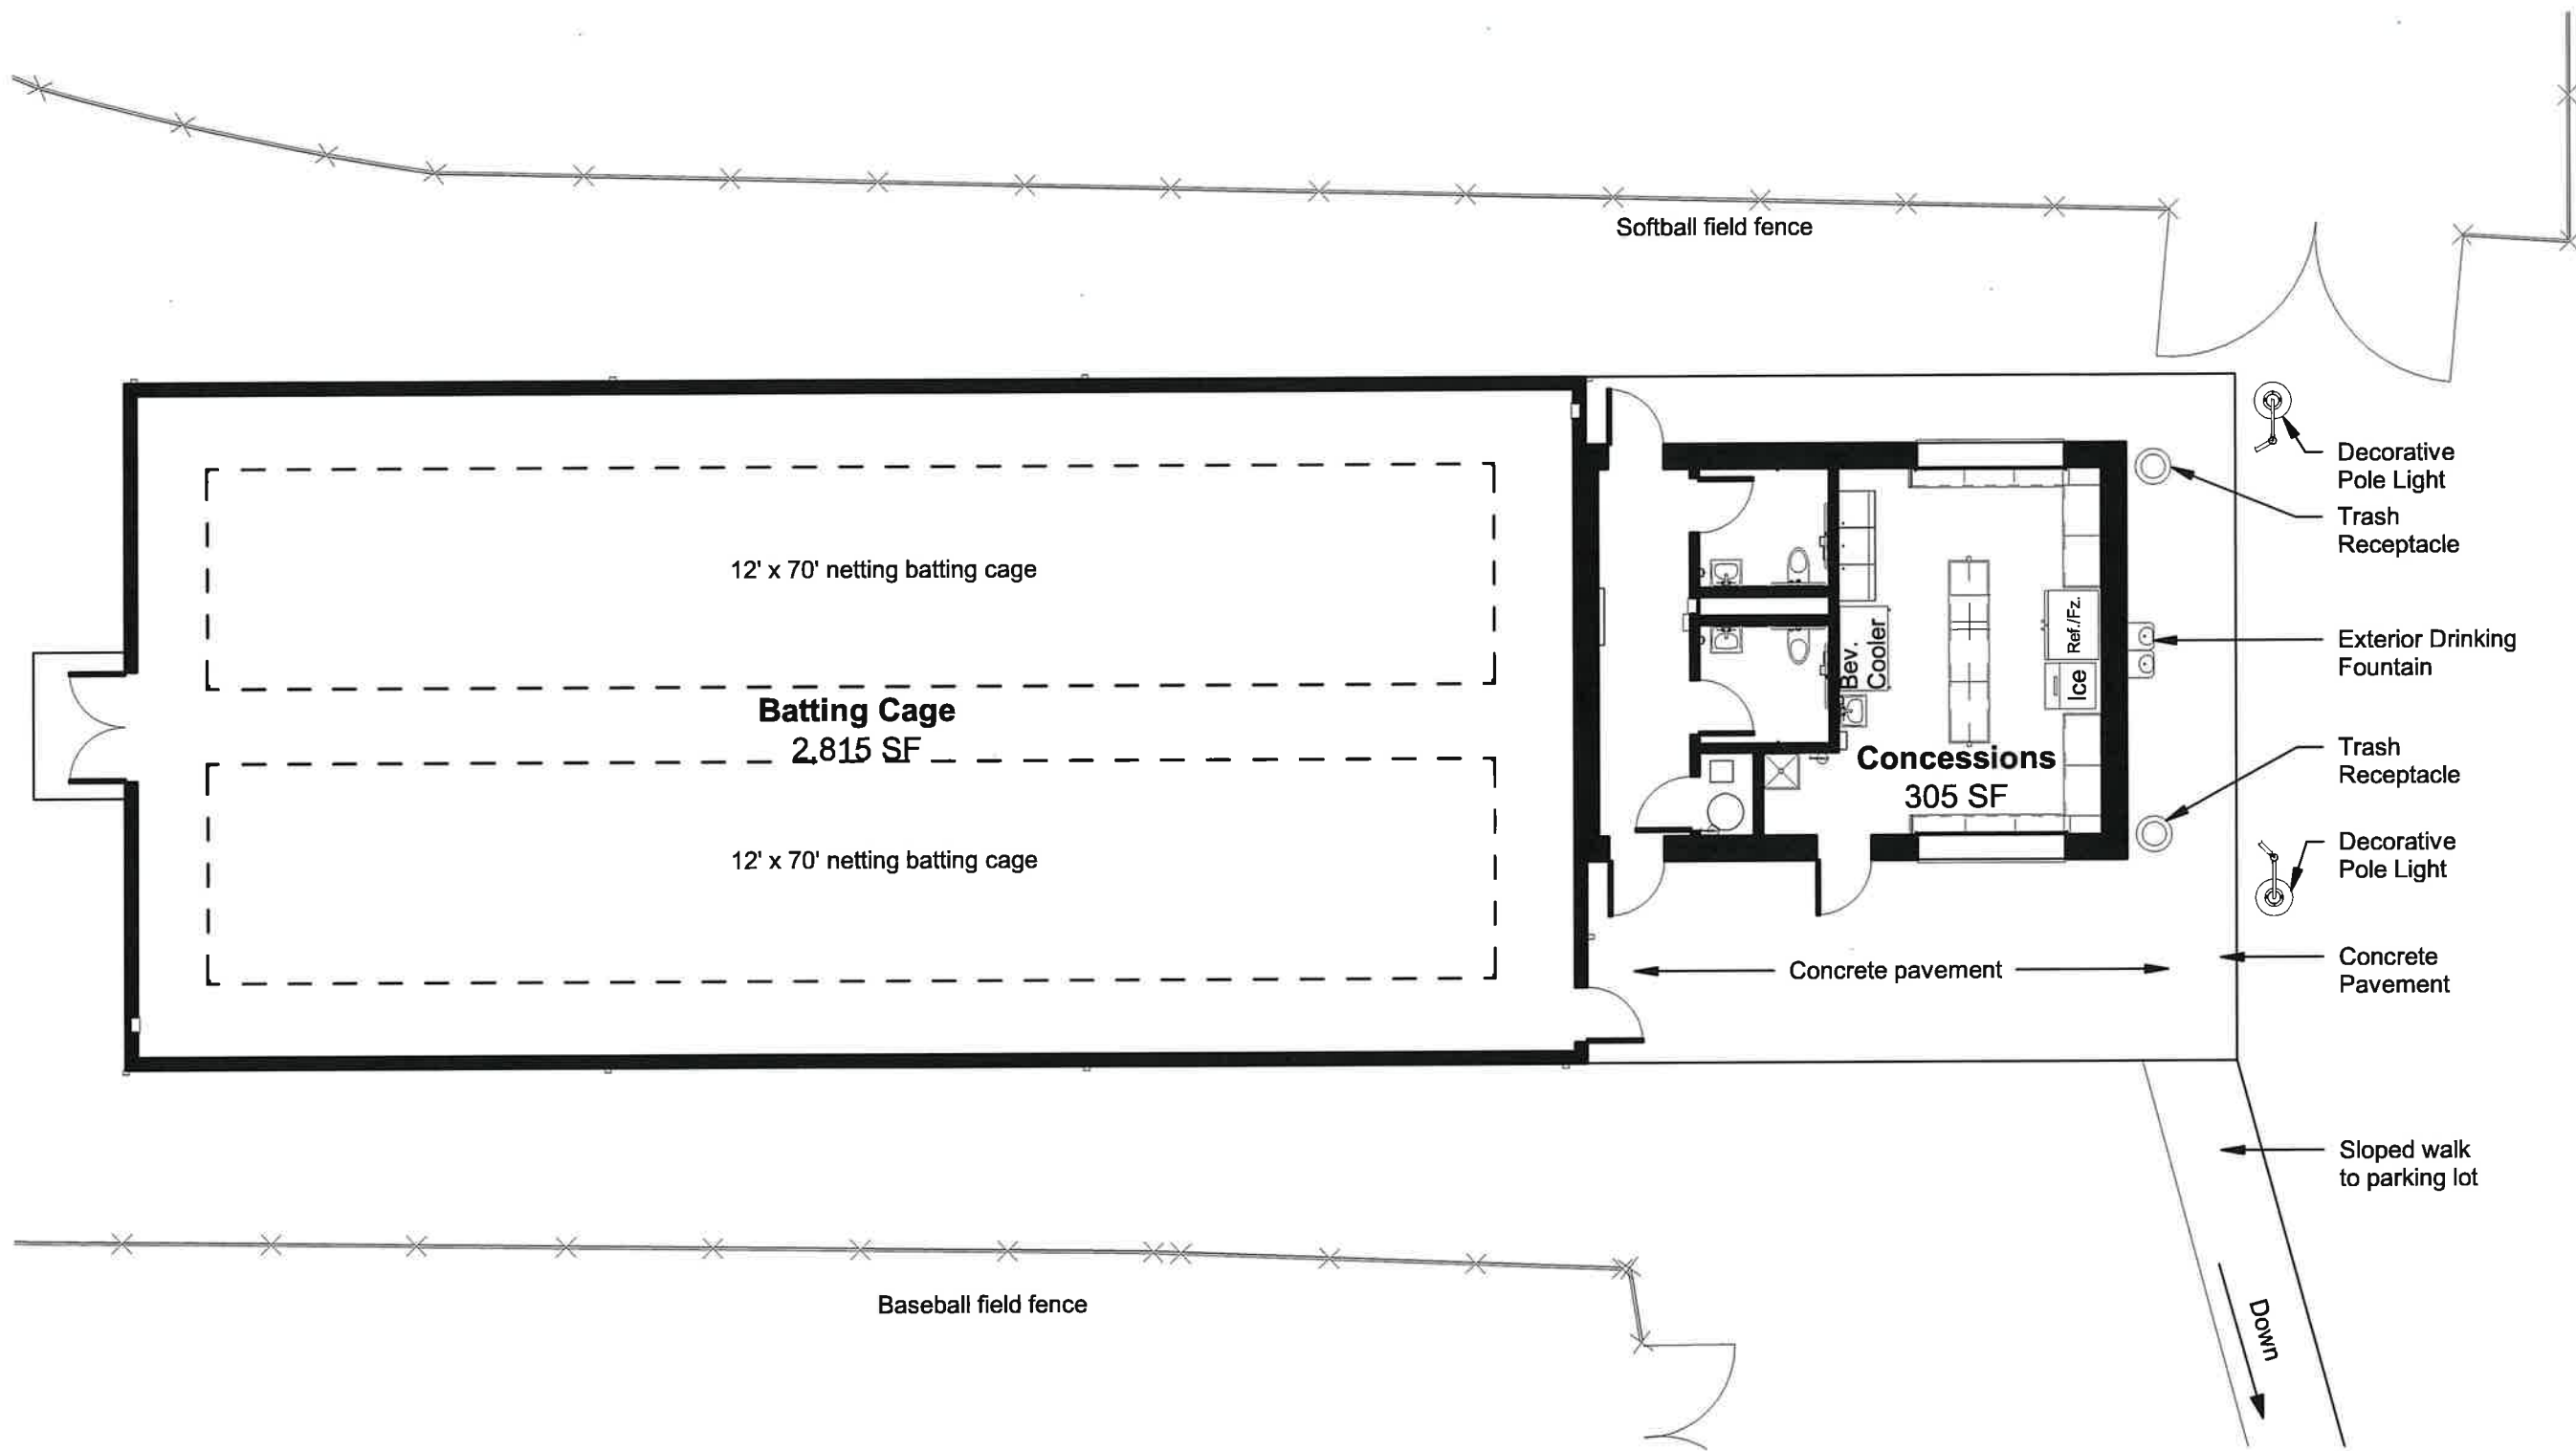 Softball field fence
Decorative
Pole Light
Trash
Receptacle
12' x 70' netting batting cage
Ref./Fz.
Exterior Drinking
Fountain
Bev.
Cooler
Ice
Batting Cage
2,815 SF
Trash
Receptacle
Concessions
305 SF
Decorative
Pole Light
12' x 70' netting batting cage
Concrete pavement
Concrete
Pavement
Sloped walk
to parking lot
Baseball field fence
Down